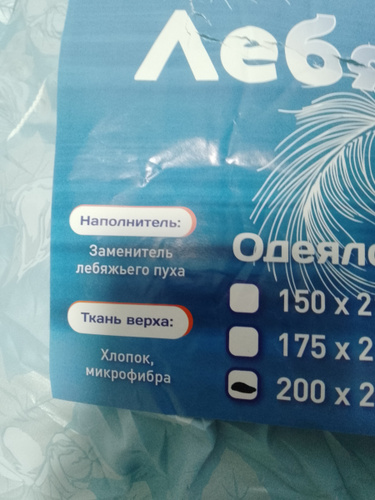 Лебя
Наполнитель:
Заменитель
лебяжьего пуха
Ткань верха:
Хлопок,
микрофибра
Одеяло
150 x 2
175 x 2
200 x 2